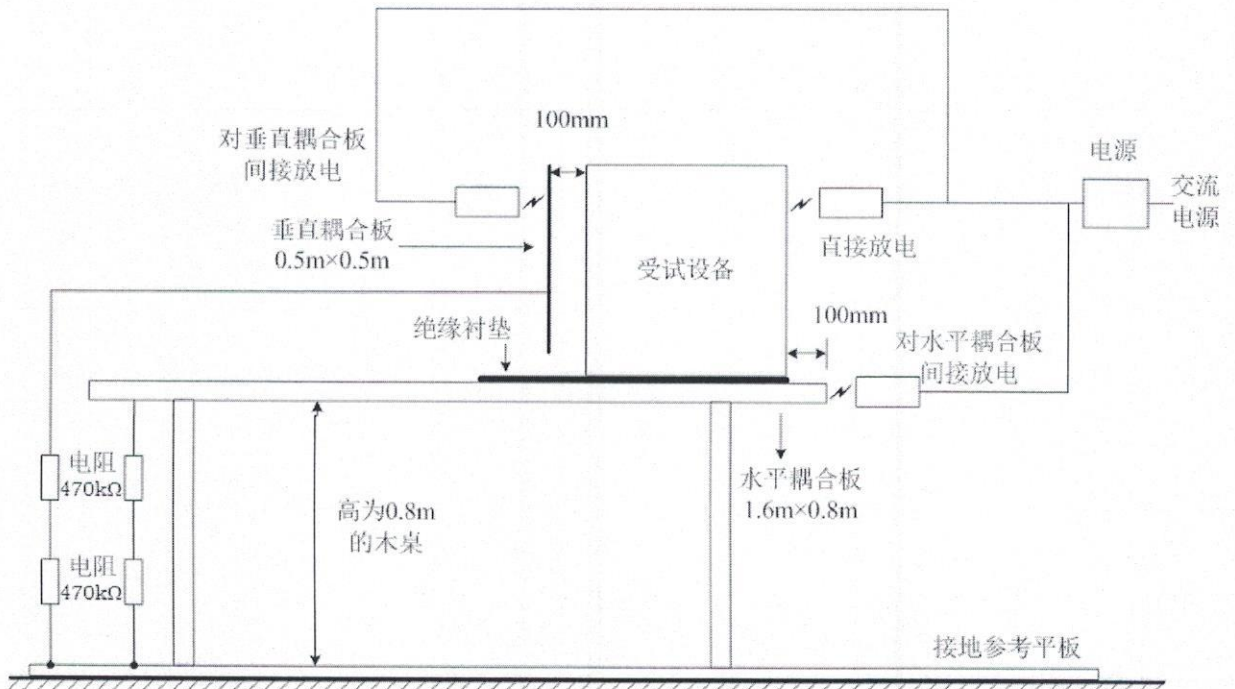 100mm
对垂直耦合板
间接放电
电源
交流
电源
垂直耦合板
0.5m×0.5m
直接放电
受试设备
100mm
绝缘衬垫
对水平耦合板
间接放电
电阻
470kΩ
水平耦合板
1.6m×0.8m
高为0.8m
的木桌
电阻
470kΩ
接地参考平板